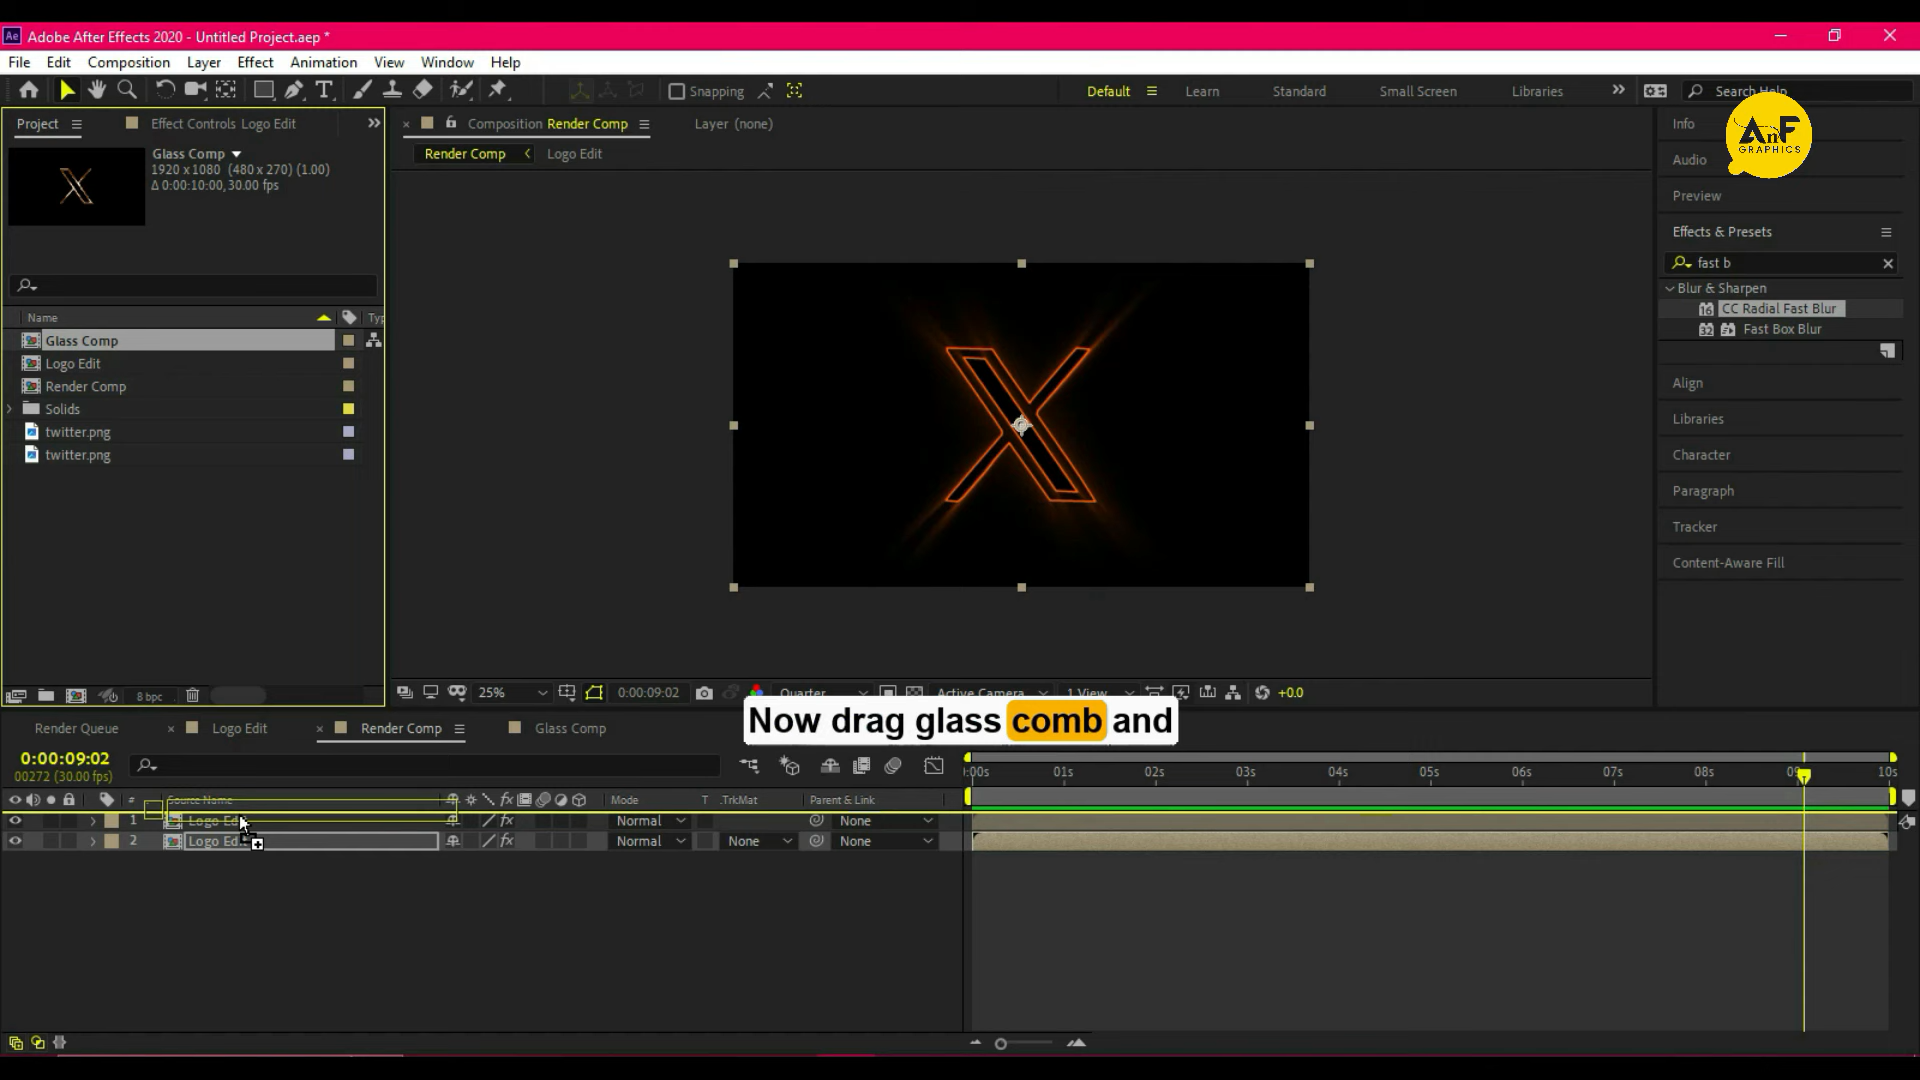 Ae Adobe After Effects 2020 - Untitled Project.aep *
File Edit Composition Layer Effect Animation View Window Help
Snapping
Default Learn Standard Small Screen Libraries Search Help
Project Effect Controls Logo Edit
Composition Render Comp Layer (none)
Render Comp Logo Edit
Glass Comp
1920 x 1080 (480 x 270) (1.00)
Δ 0:00:10:00, 30.00 fps
Name Typ
Glass Comp
Logo Edit
Render Comp
Solids
twitter.png
twitter.png
8 bpc
25% 0:00:09:02 Quarter Active Camera 1 View +0.0
Info
AnF
GRAPHICS
Audio
Preview
Effects & Presets
fast b
Blur & Sharpen
16 CC Radial Fast Blur
32 Fast Box Blur
Align
Libraries
Character
Paragraph
Tracker
Content-Aware Fill
Now drag glass comb and
Render Queue Logo Edit Render Comp Glass Comp
0:00:09:02
00272 (30.00 fps)
:00s 01s 02s 03s 04s 05s 06s 07s 08s 10s
# Source Name fx Mode T .TrkMat Parent & Link
1 Logo Ed fx Normal None
2 Logo Ed fx Normal None None